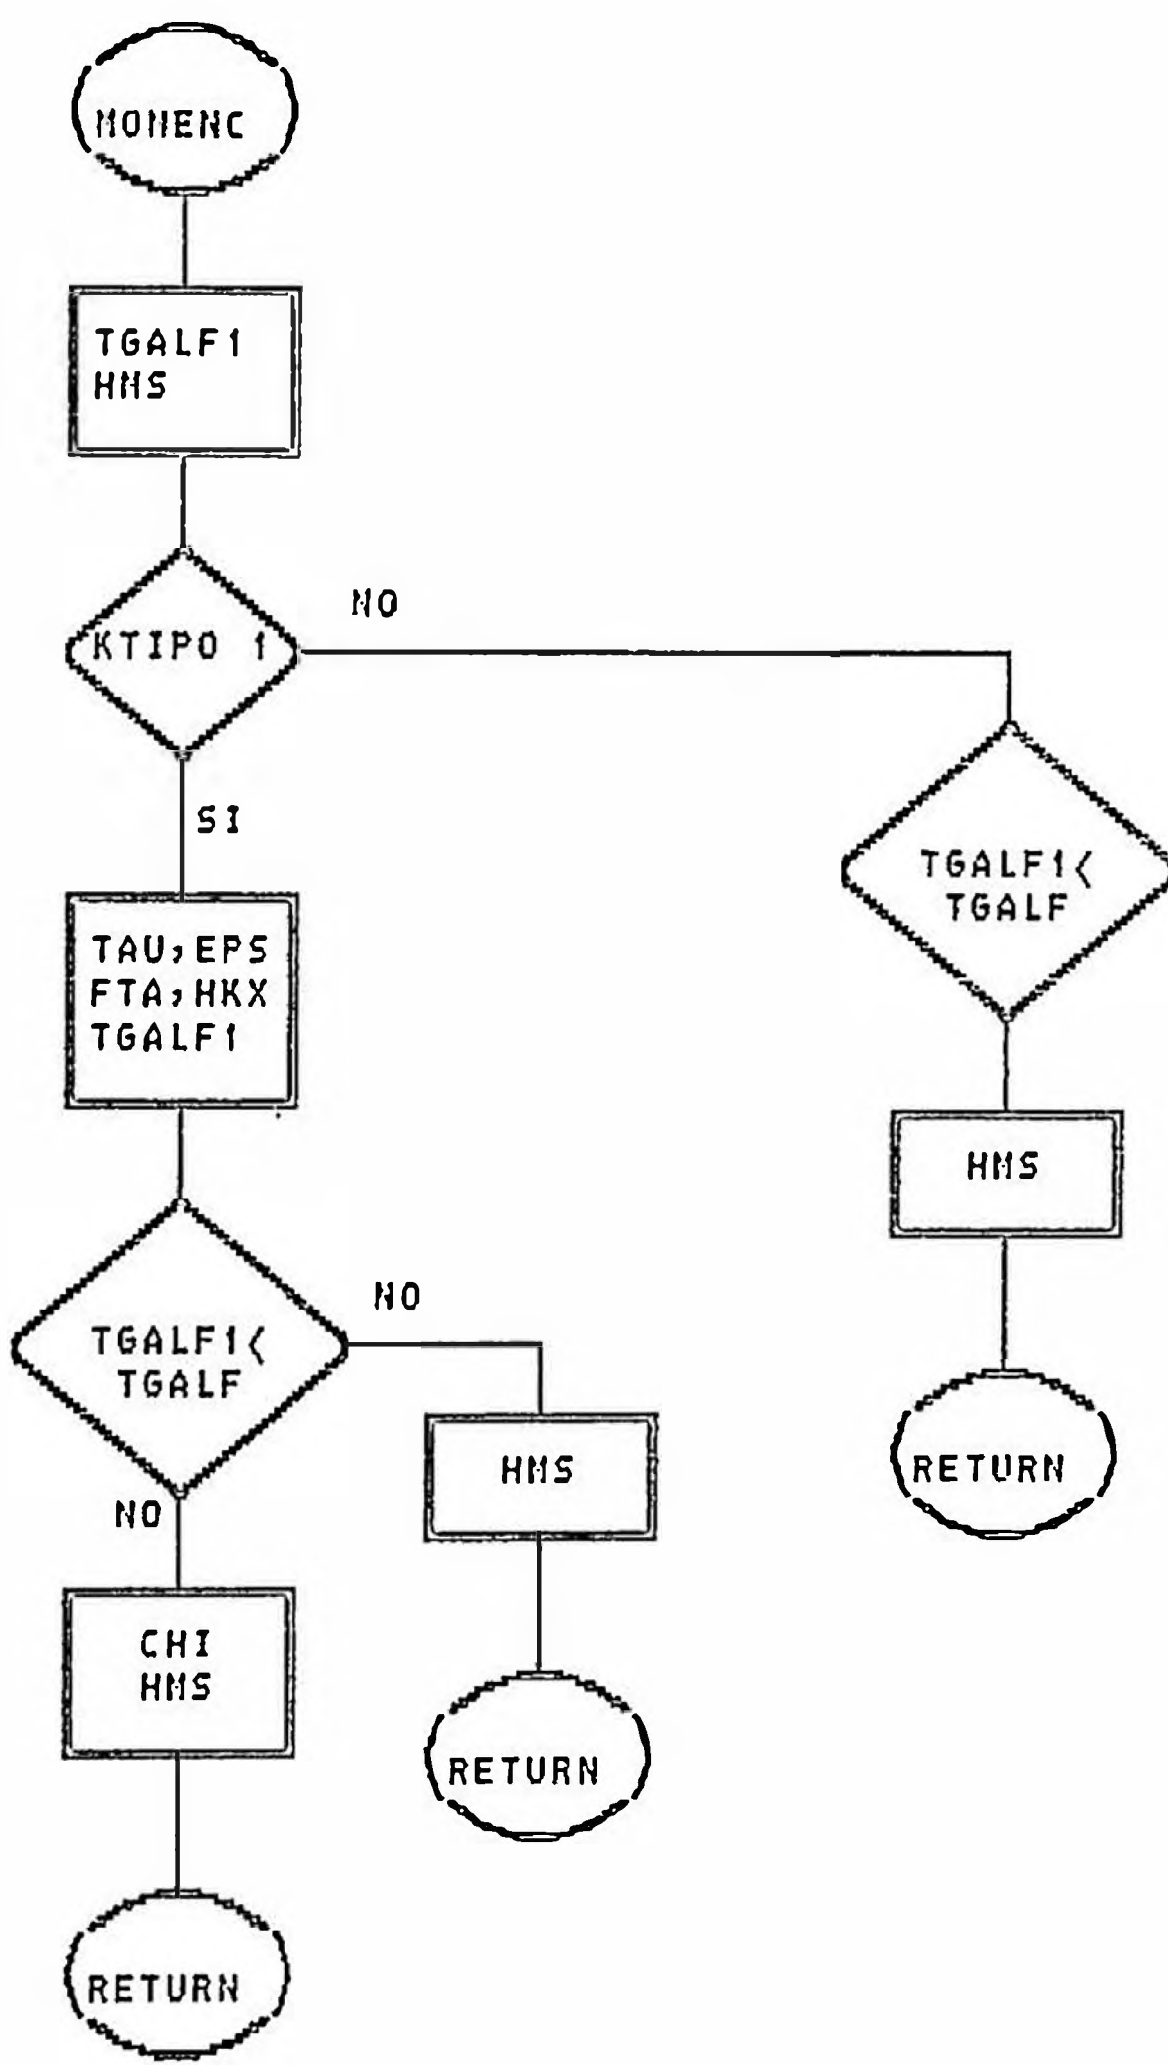 MOMENC
TGALF1
HMS
KTIPO 1
NO
SI
TGALF1<
TGALF
TAU,EPS
FTA,HKX
TGALF1
HMS
TGALF1<
TGALF
NO
NO
HMS
RETURN
CHI
HMS
RETURN
RETURN